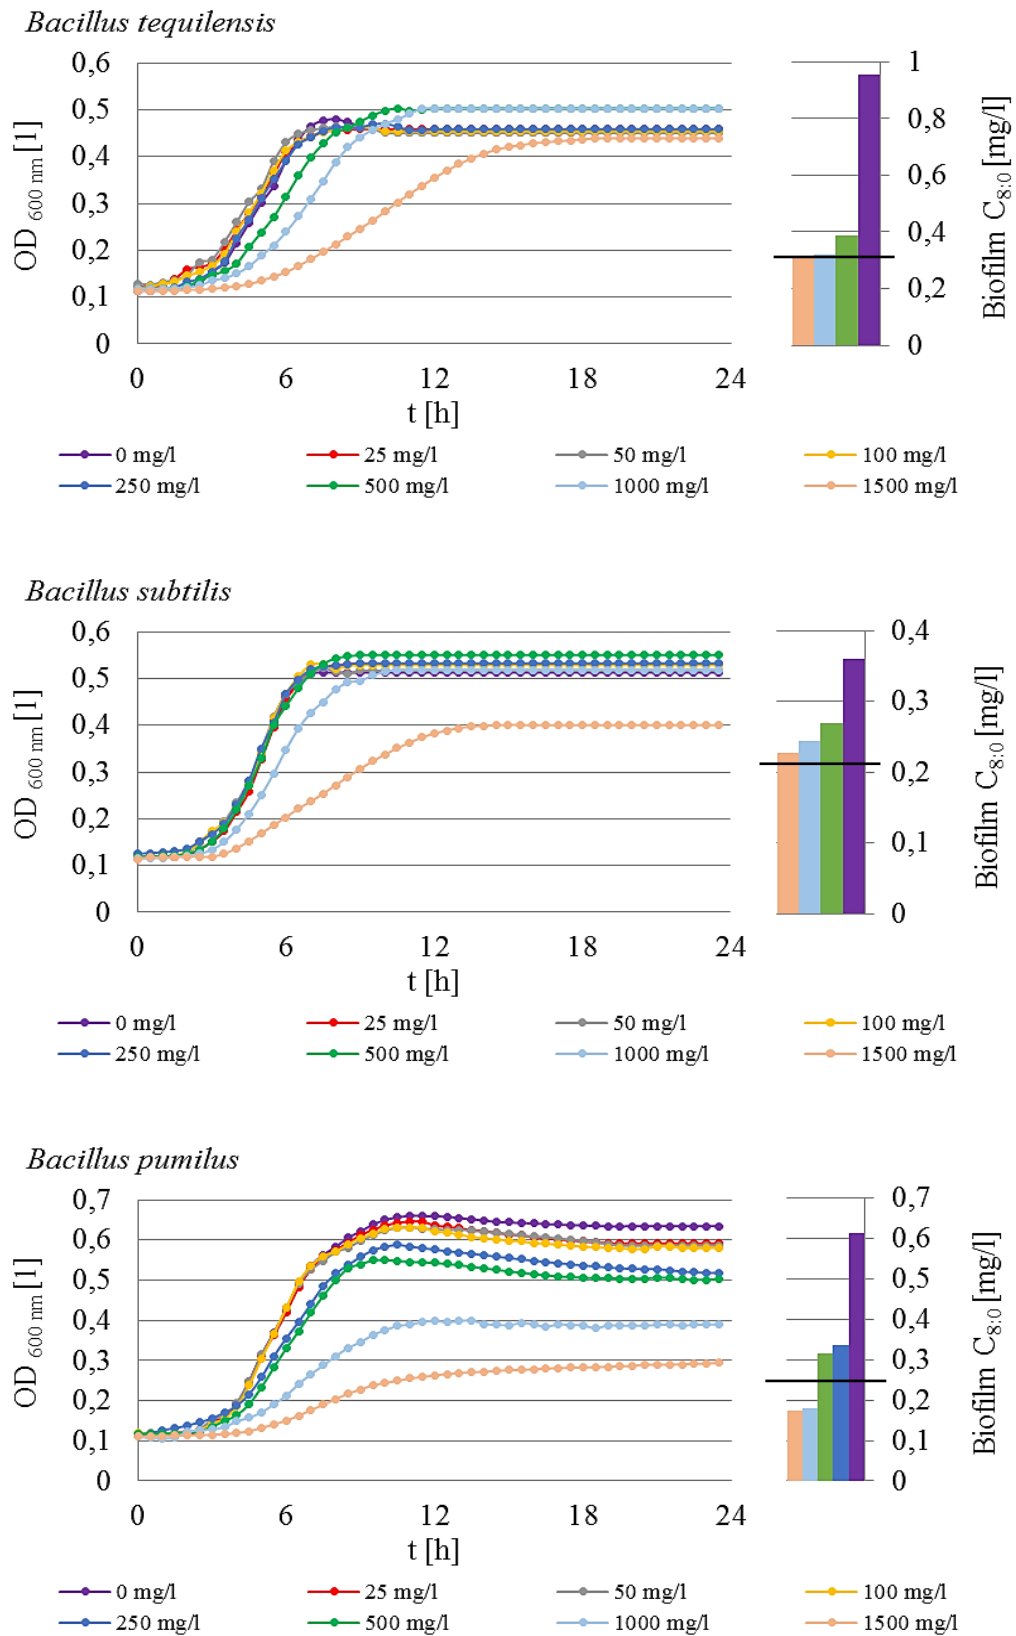 Bacillus tequilensis
OD 600 nm [1]
0,6
0,5
0,4
0,3
0,2
0,1
0
0 6 12 18 24
t [h]
1
0,8
0,6
0,4
0,2
0
Biofilm C8:0 [mg/l]
0 mg/l 25 mg/l 50 mg/l 100 mg/l
250 mg/l 500 mg/l 1000 mg/l 1500 mg/l
Bacillus subtilis
OD 600 nm [1]
0,6
0,5
0,4
0,3
0,2
0,1
0
0 6 12 18 24
t [h]
0,4
0,3
0,2
0,1
0
Biofilm C8:0 [mg/l]
0 mg/l 25 mg/l 50 mg/l 100 mg/l
250 mg/l 500 mg/l 1000 mg/l 1500 mg/l
Bacillus pumilus
OD 600 nm [1]
0,7
0,6
0,5
0,4
0,3
0,2
0,1
0
0 6 12 18 24
t [h]
0,7
0,6
0,5
0,4
0,3
0,2
0,1
0
Biofilm C8:0 [mg/l]
0 mg/l 25 mg/l 50 mg/l 100 mg/l
250 mg/l 500 mg/l 1000 mg/l 1500 mg/l